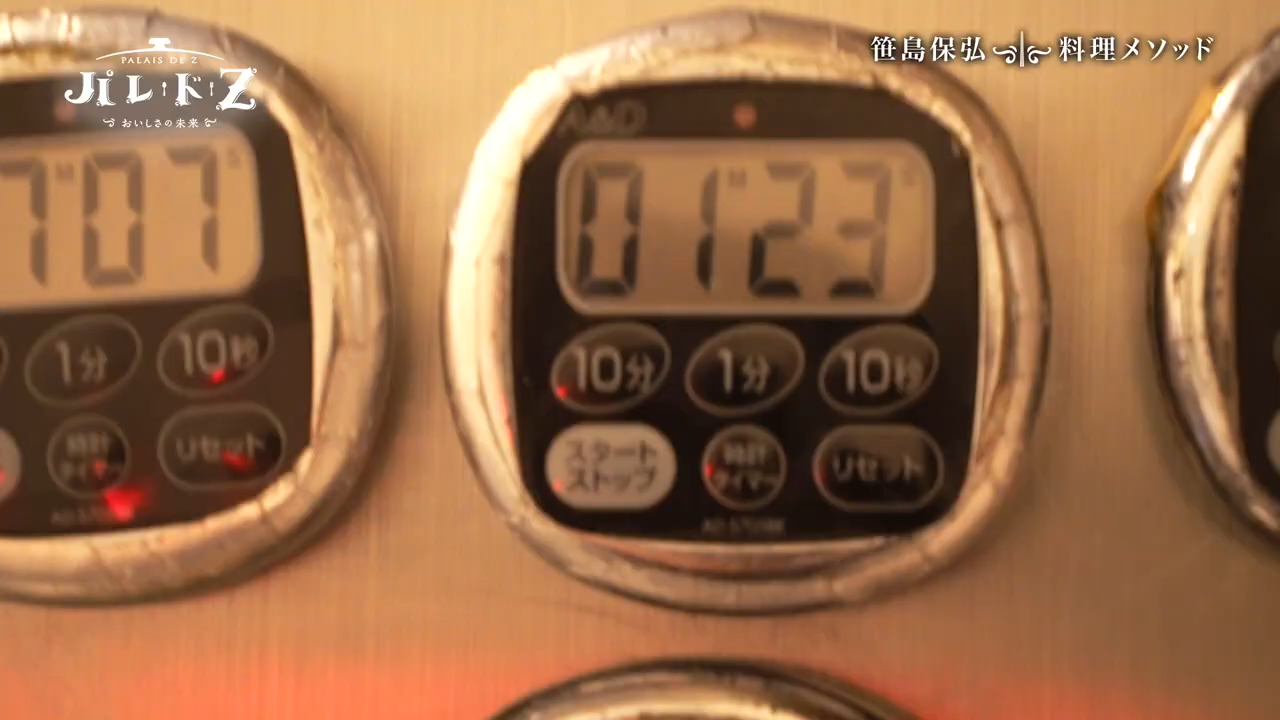 PALAIS DE Z
パレ・ド・Z
おいしさの未来
笹島保弘 料理メソッド
7 M 07 S
1分
10秒
時計
タイマー
リセット
A&D
01 M 23 S
10分
1分
10秒
スタート
ストップ
時計
タイマー
リセット